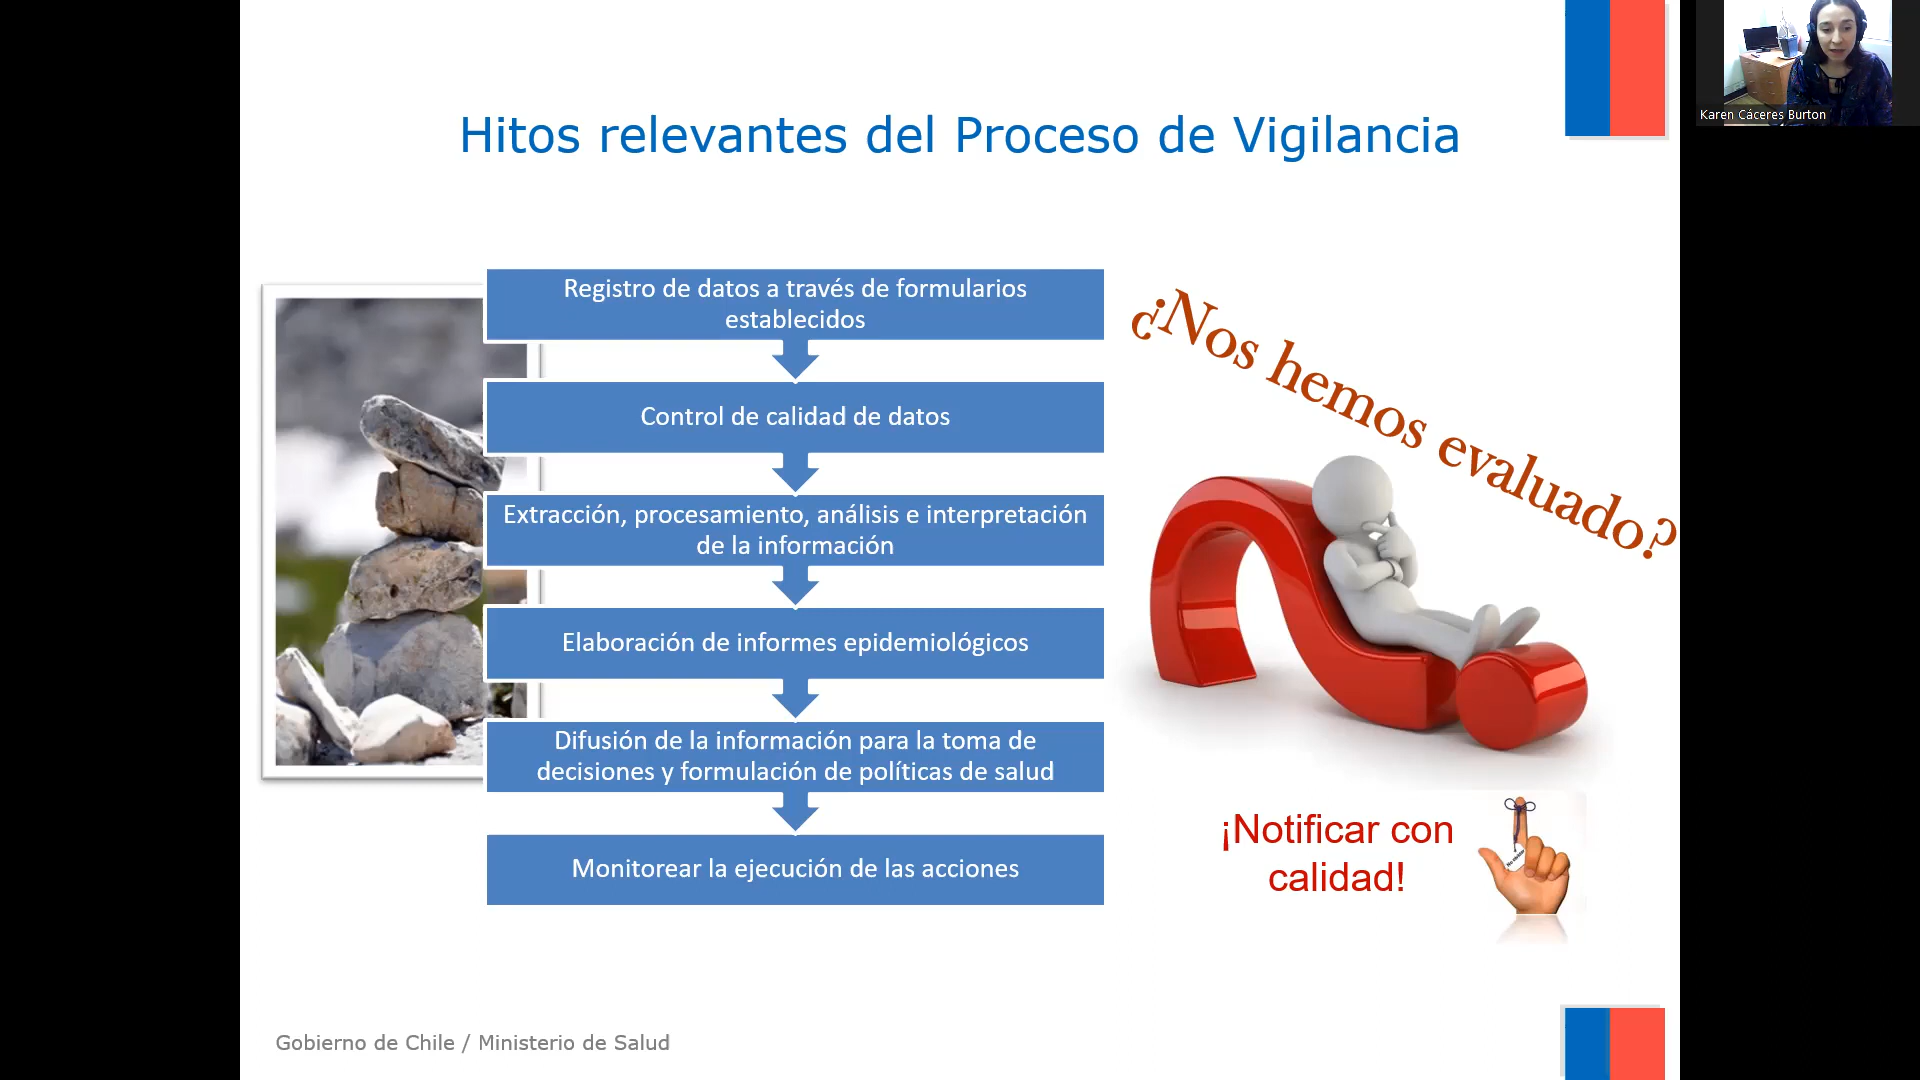 Hitos relevantes del Proceso de Vigilancia
Karen Cáceres Burton
Registro de datos a través de formularios
establecidos
Control de calidad de datos
Extracción, procesamiento, análisis e interpretación
de la información
Elaboración de informes epidemiológicos
Difusión de la información para la toma de
decisiones y formulación de políticas de salud
Monitorear la ejecución de las acciones
¿Nos hemos evaluado?
¡Notificar con
calidad!
Gobierno de Chile / Ministerio de Salud